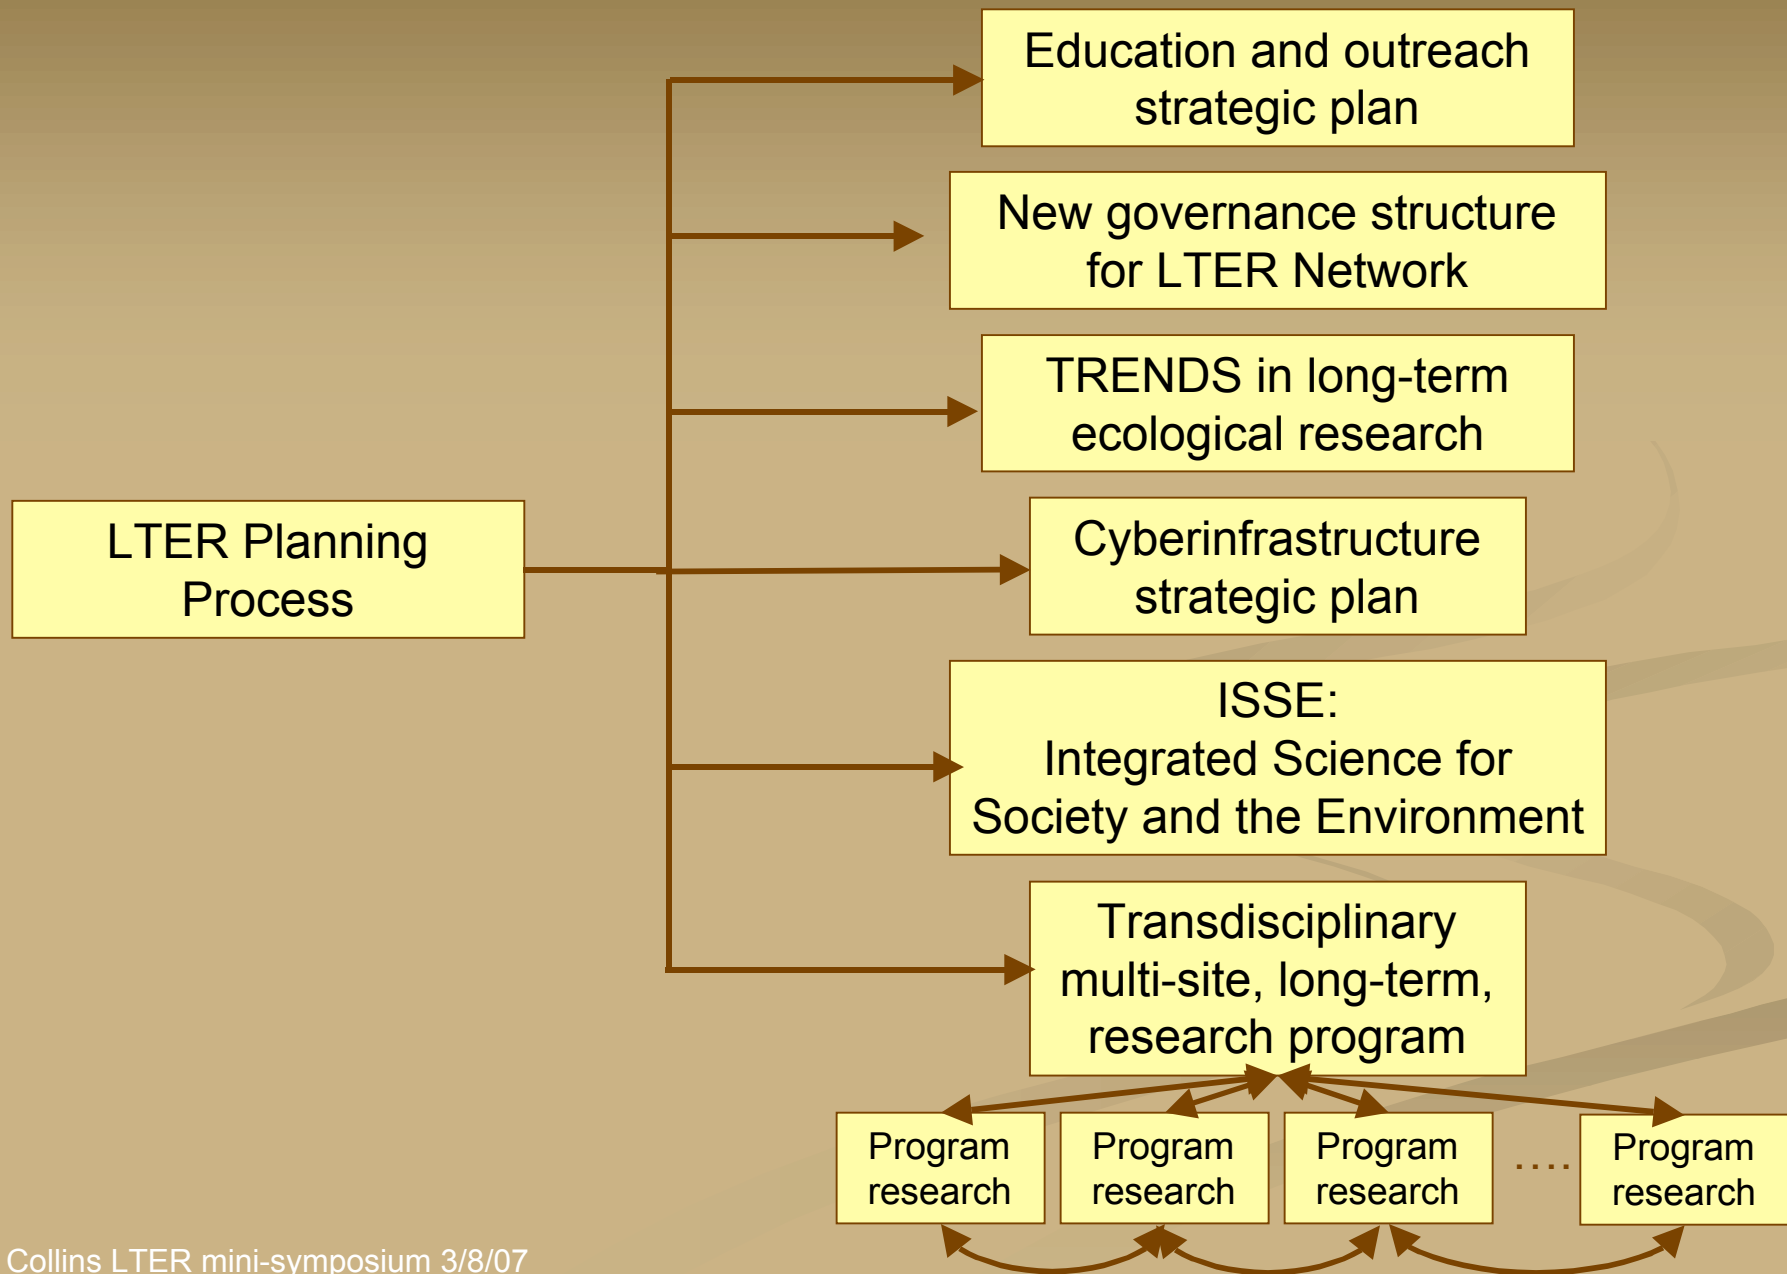 Education and outreach
strategic plan
New governance structure
for LTER Network
TRENDS in long-term
ecological research
LTER Planning
Process
Cyberinfrastructure
strategic plan
ISSE:
Integrated Science for
Society and the Environment
Transdisciplinary
multi-site, long-term,
research program
Program
research
Program
research
Program
research
....
Program
research
Collins LTER mini-symposium 3/8/07